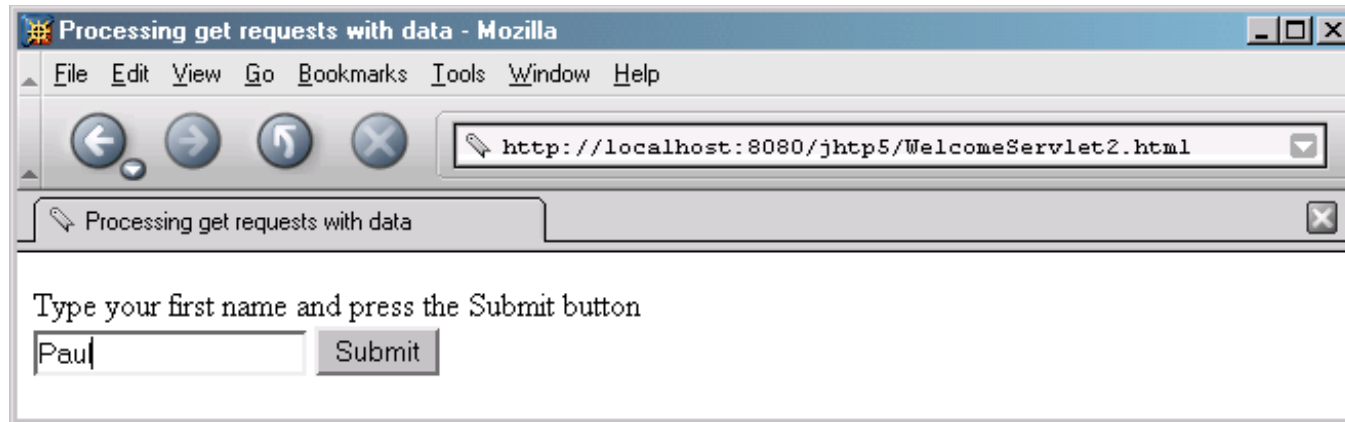 Processing get requests with data - Mozilla
File Edit View Go Bookmarks Tools Window Help
http://localhost:8080/jhtp5/WelcomeServlet2.html
Processing get requests with data
Type your first name and press the Submit button
Paul Submit